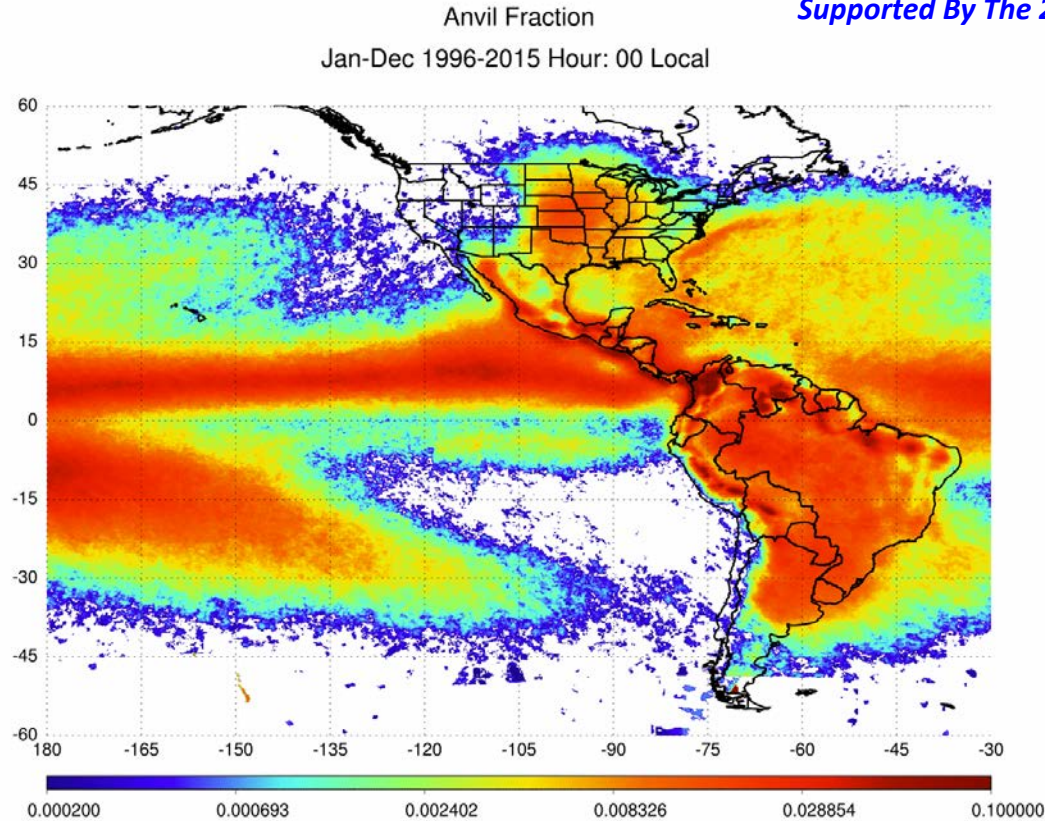 Supported By The 2
Anvil Fraction
Jan-Dec 1996-2015 Hour: 00 Local
60
45
30
15
0
-15
-30
-45
-60
180 -165 -150 -135 -120 -105 -90 -75 -60 -45 -30
0.000200 0.000693 0.002402 0.008326 0.028854 0.100000